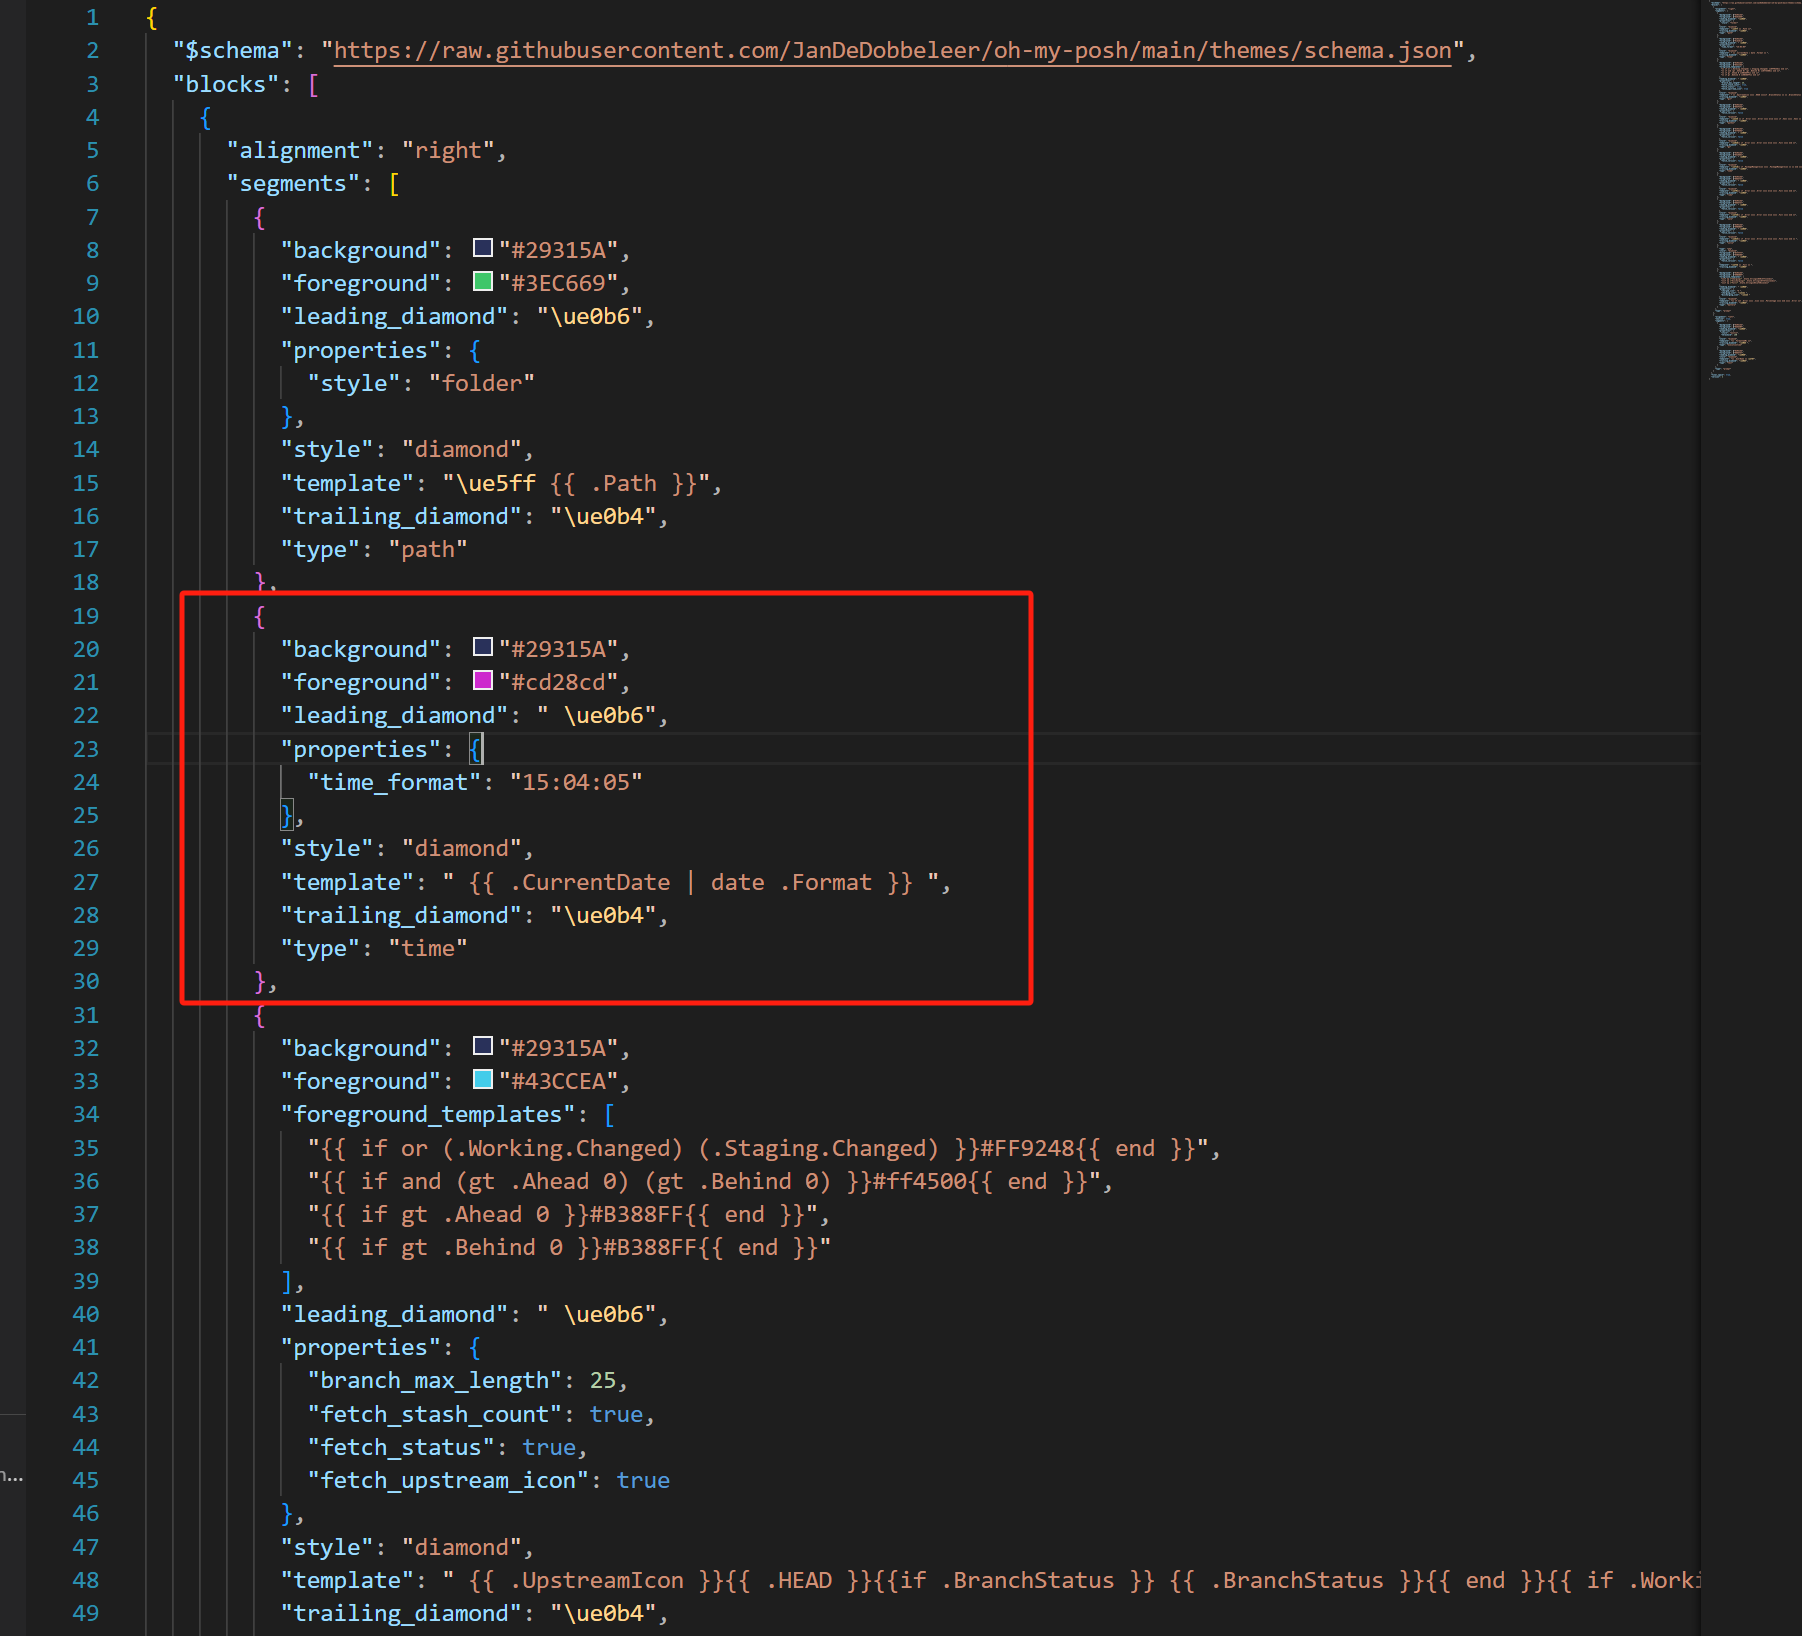 1 {
2 "$schema": "https://raw.githubusercontent.com/JanDeDobbeleer/oh-my-posh/main/themes/schema.json",
3 "blocks": [
4 {
5 "alignment": "right",
6 "segments": [
7 {
8 "background": "#29315A",
9 "foreground": "#3EC669",
10 "leading_diamond": "\ue0b6",
11 "properties": {
12 "style": "folder"
13 },
14 "style": "diamond",
15 "template": "\ue5ff {{ .Path }}",
16 "trailing_diamond": "\ue0b4",
17 "type": "path"
18 },
19 {
20 "background": "#29315A",
21 "foreground": "#cd28cd",
22 "leading_diamond": " \ue0b6",
23 "properties": {
24 "time_format": "15:04:05"
25 },
26 "style": "diamond",
27 "template": " {{ .CurrentDate | date .Format }} ",
28 "trailing_diamond": "\ue0b4",
29 "type": "time"
30 },
31 {
32 "background": "#29315A",
33 "foreground": "#43CCEA",
34 "foreground_templates": [
35 "{{ if or (.Working.Changed) (.Staging.Changed) }}#FF9248{{ end }}",
36 "{{ if and (gt .Ahead 0) (gt .Behind 0) }}#ff4500{{ end }}",
37 "{{ if gt .Ahead 0 }}#B388FF{{ end }}",
38 "{{ if gt .Behind 0 }}#B388FF{{ end }}"
39 ],
40 "leading_diamond": " \ue0b6",
41 "properties": {
42 "branch_max_length": 25,
43 "fetch_stash_count": true,
44 "fetch_status": true,
45 "fetch_upstream_icon": true
46 },
47 "style": "diamond",
48 "template": " {{ .UpstreamIcon }}{{ .HEAD }}{{if .BranchStatus }} {{ .BranchStatus }}{{ end }}{{ if .Worki
49 "trailing_diamond": "\ue0b4",